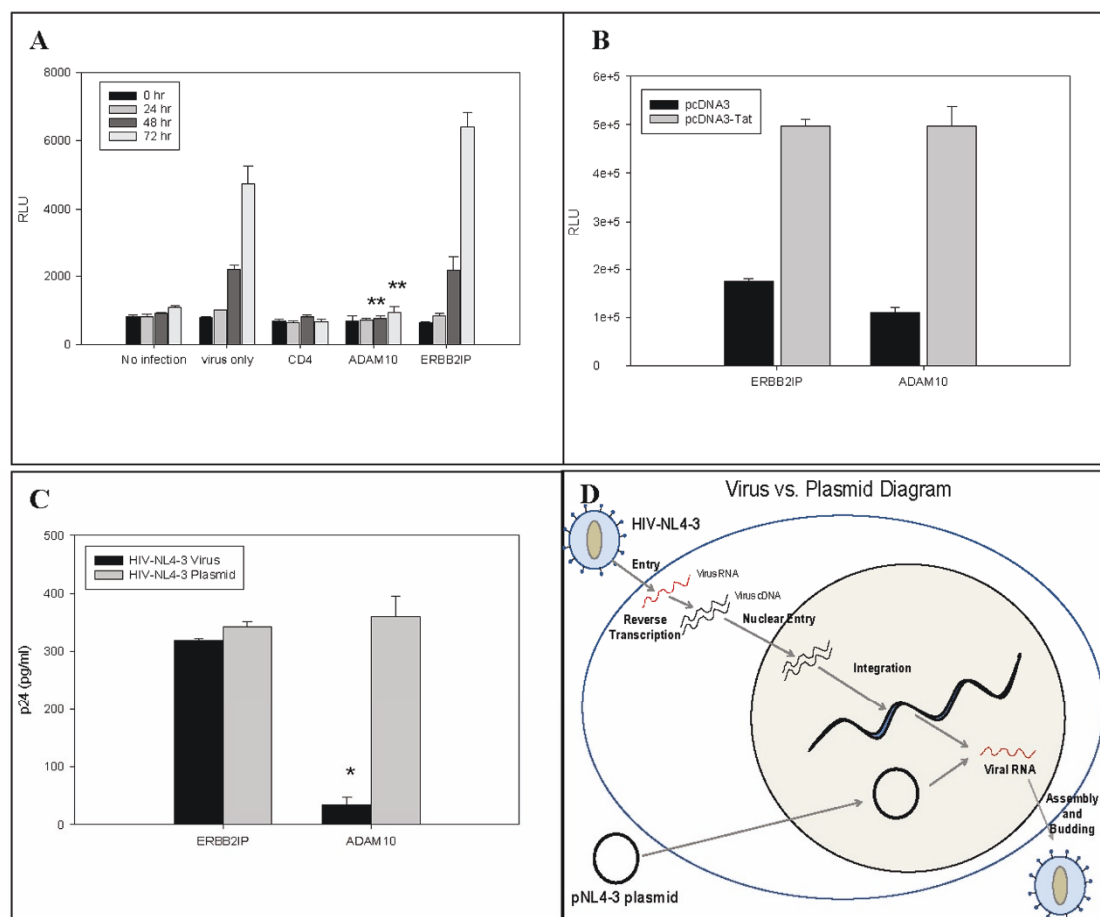 A
8000
6000
4000
2000
0
RLU
0 hr
24 hr
48 hr
72 hr
**
**
No infection
virus only
CD4
ADAM10
ERBB2IP
B
6e+5
5e+5
4e+5
3e+5
2e+5
1e+5
0
RLU
pcDNA3
pcDNA3-Tat
ERBB2IP
ADAM10
C
500
400
300
200
100
0
p24 (pg/ml)
HIV-NL4-3 Virus
HIV-NL4-3 Plasmid
*
ERBB2IP
ADAM10
D
Virus vs. Plasmid Diagram
HIV-NL4-3
Entry
Virus RNA
Virus cDNA
Reverse
Transcription
Nuclear Entry
Integration
Viral RNA
Assembly
and
Budding
pNL4-3 plasmid